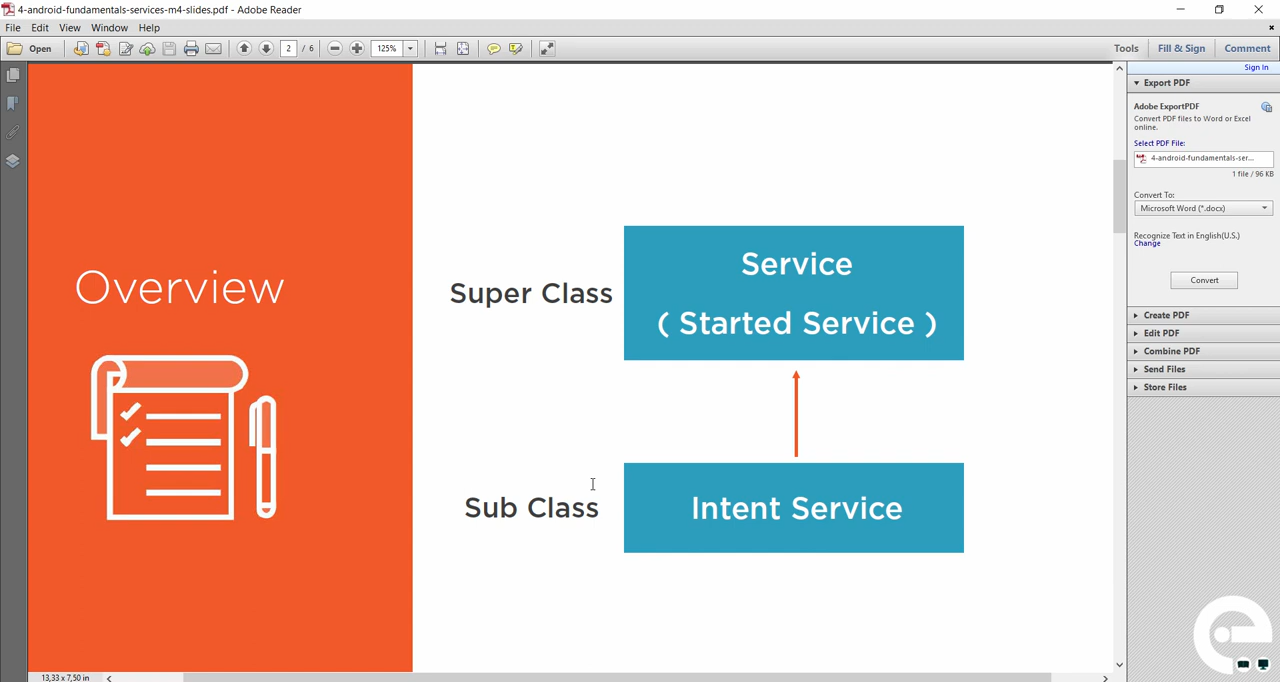 4-android-fundamentals-services-m4-slides.pdf - Adobe Reader
File Edit View Window Help
Open 2 / 6 125% Tools Fill & Sign Comment
Sign In
Export PDF
Adobe ExportPDF
Convert PDF files to Word or Excel
online.
Select PDF File:
4-android-fundamentals-ser...
1 file / 96 KB
Convert To:
Microsoft Word (*.docx)
Recognize Text in English(U.S.)
Change
Convert
Create PDF
Edit PDF
Combine PDF
Send Files
Store Files
Overview
Super Class
Service
( Started Service )
Sub Class
Intent Service
13,33 x 7,50 in